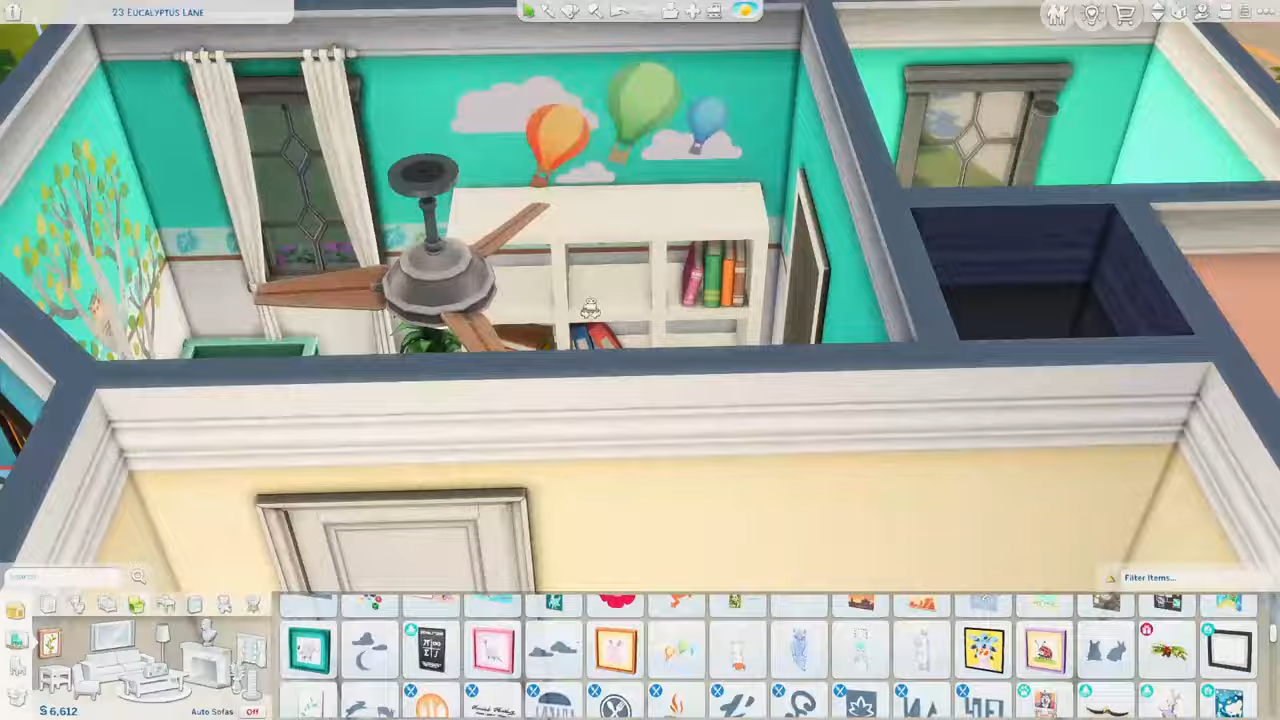 23 EUCALYPTUS LANE
Filter Items...
$6,612
Auto Sofas
Off